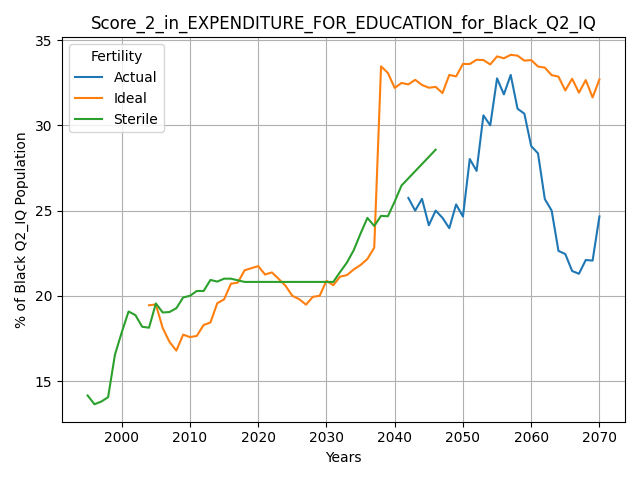 Score_2_in_EXPENDITURE_FOR_EDUCATION_for_Black_Q2_IQ
Fertility
Actual
Ideal
Sterile
% of Black Q2_IQ Population
35
30
25
20
15
2000
2010
2020
2030
2040
2050
2060
2070
Years